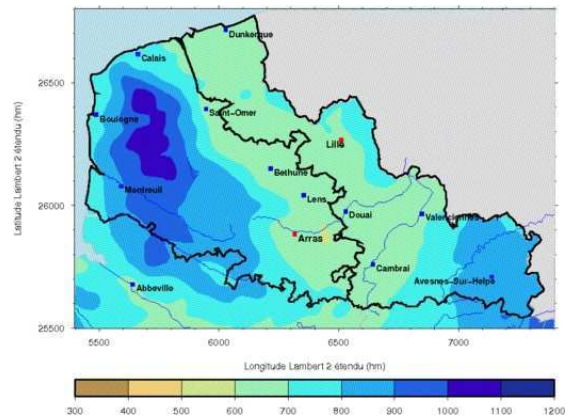 Dunkerque
Calais
26500
Saint-Omer
Boulogne
Lille
Bethune
Montreuil
Lens
26000
Douai
Valenciennes
Arras
Cambrai
Avesnes-Sur-Helpe
Abbeville
25500
5500 6000 6500 7000
Latitude Lambert 2 étendu (hm)
Longitude Lambert 2 étendu (hm)
300 400 500 600 700 800 900 1000 1100 1200